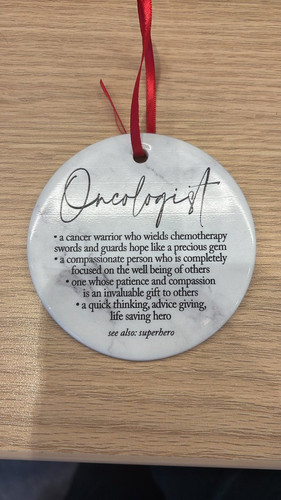 Oncologist
• a cancer warrior who wields chemotherapy
swords and guards hope like a precious gem
• a compassionate person who is completely
focused on the well being of others
• one whose patience and compassion
is an invaluable gift to others
• a quick thinking, advice giving,
life saving hero
see also: superhero